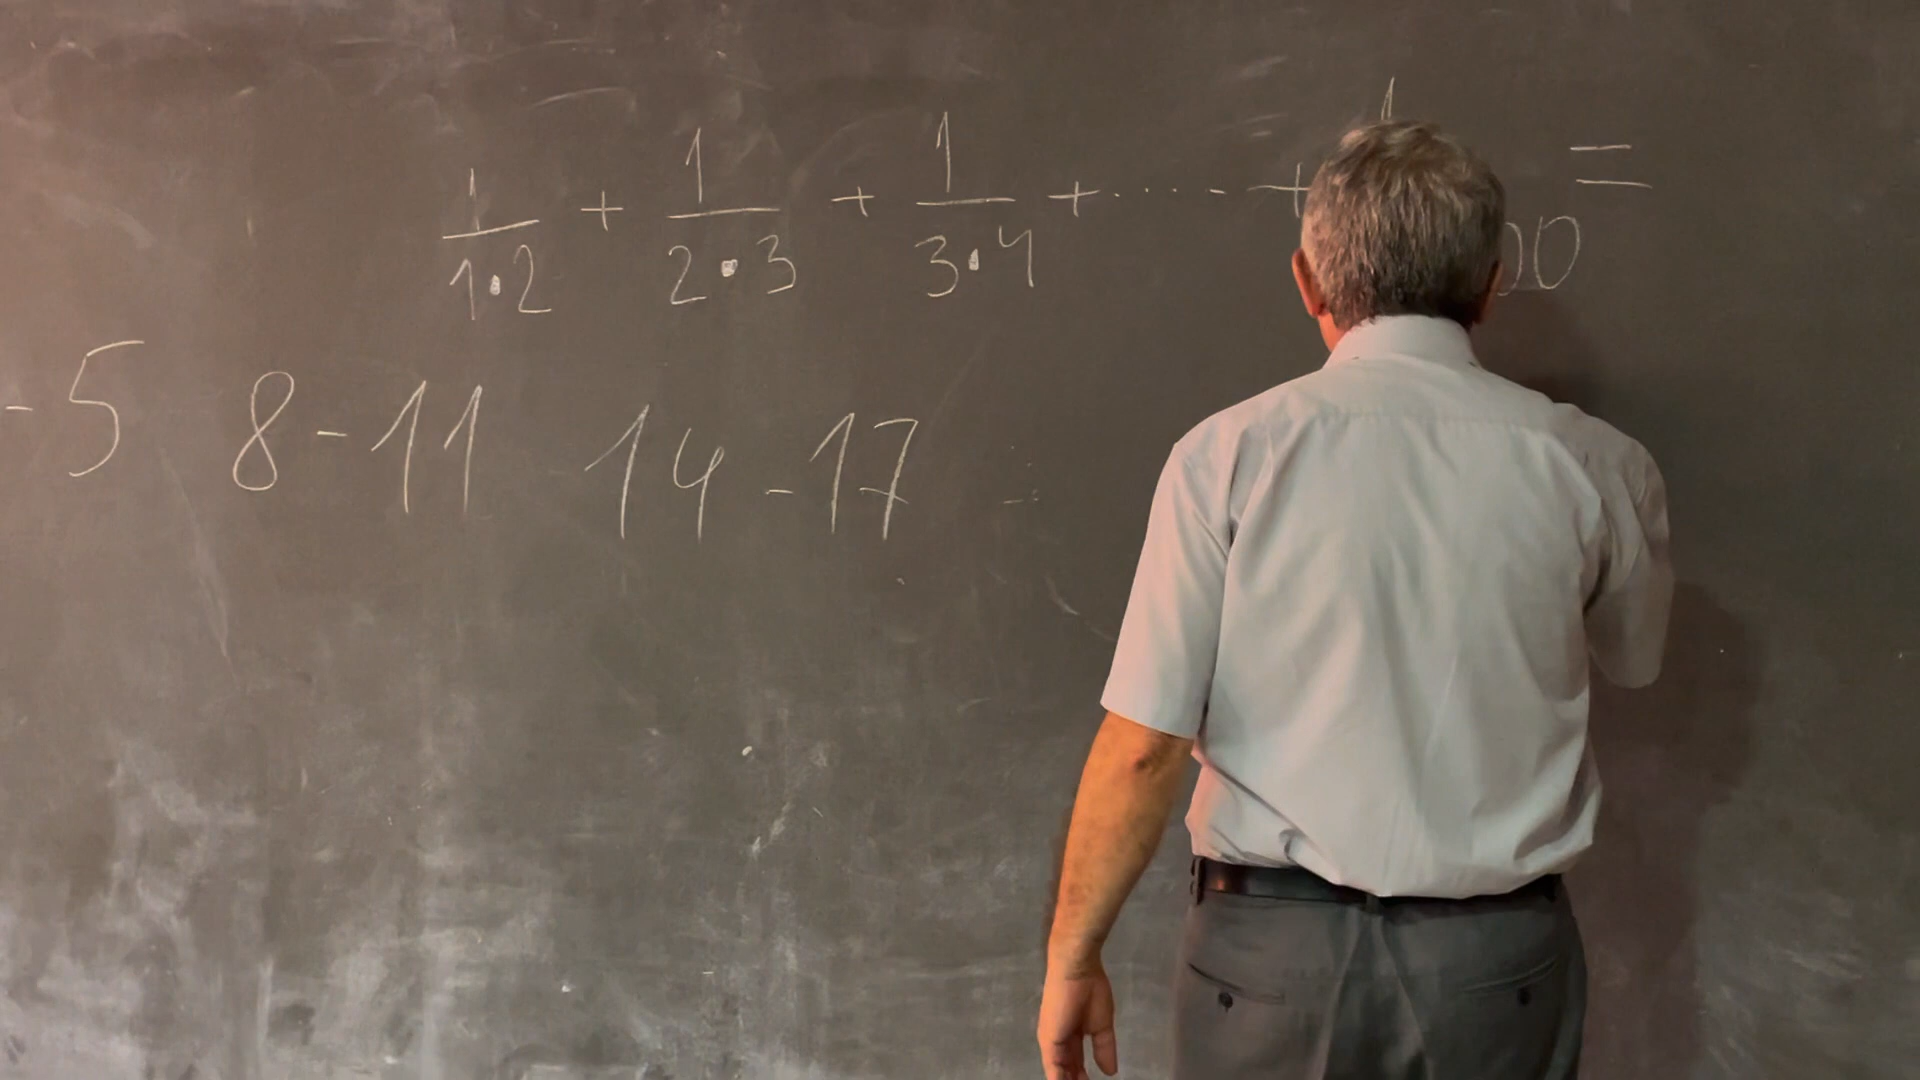 1/1·2 + 1/2·3 + 1/3·4 + ····- + 1/00 =
-5 8-11 14-17